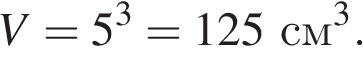 V = 5³ = 125 см³.